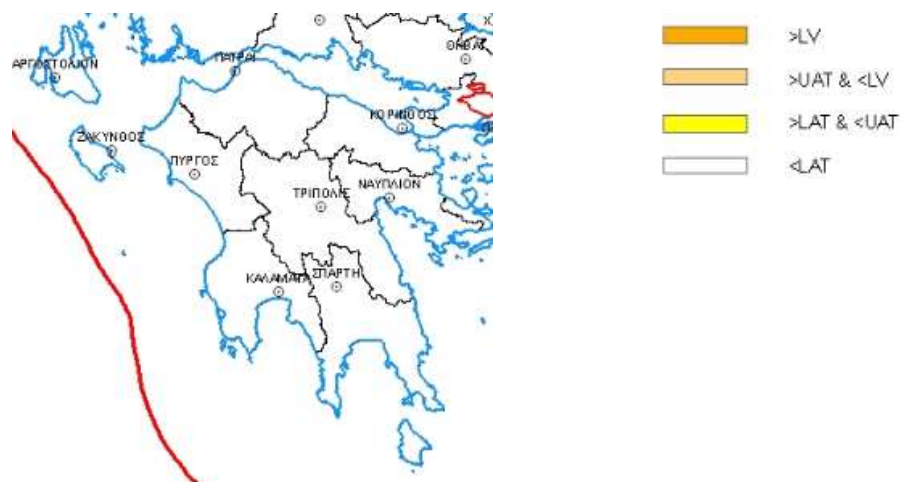 ΘΗΒΑΙ
ΠΑΤΡΑΙ
ΑΡΓΟΣΤΟΛΙΟΝ
ΚΟΡΙΝΘΟΣ
ΖΑΚΥΝΘΟΣ
ΠΥΡΓΟΣ
ΝΑΥΠΛΙΟΝ
ΤΡΙΠΟΛΙΣ
ΣΠΑΡΤΗ
ΚΑΛΑΜΑΤΑ
>LV
>UAT & <LV
>LAT & <UAT
<LAT